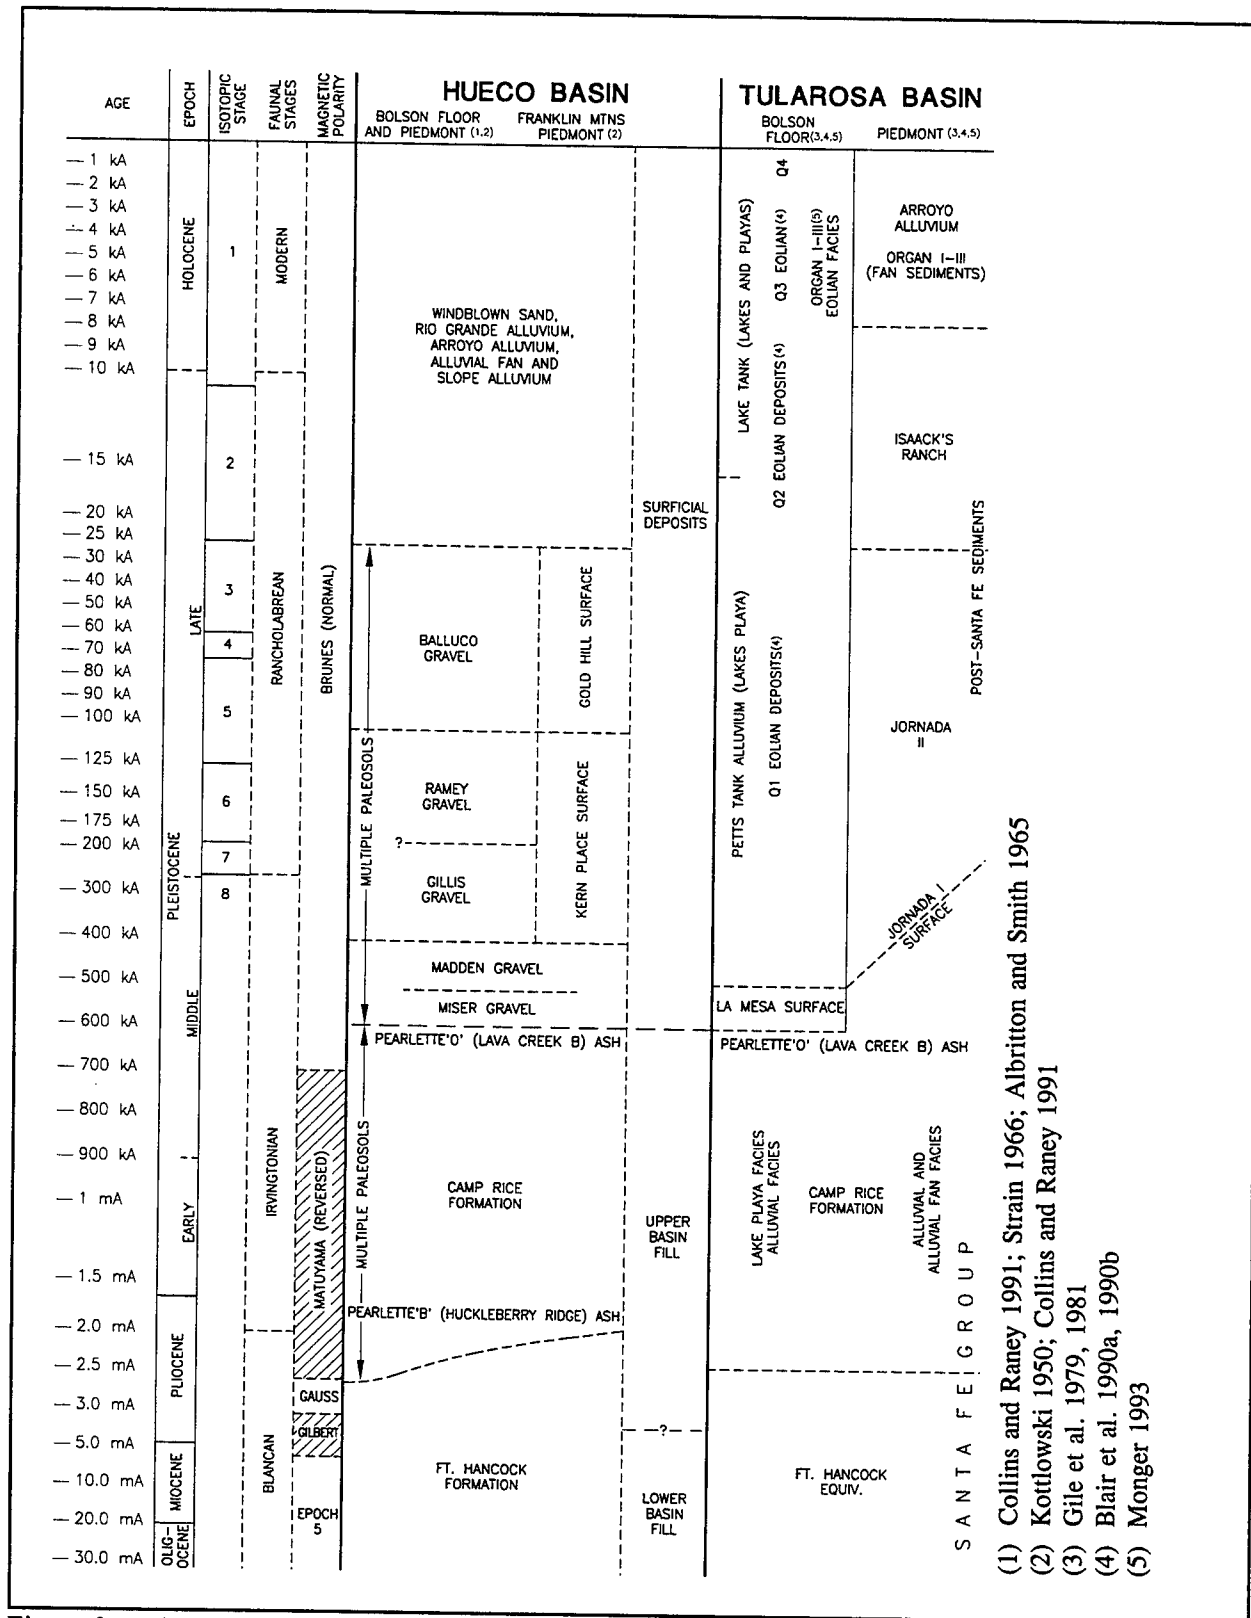 HUECO BASIN
TULAROSA BASIN
AGE
EPOCH
ISOTOPIC
STAGE
FAUNAL
STAGES
MAGNETIC
POLARITY
BOLSON FLOOR
AND PIEDMONT (1,2)
FRANKLIN MTNS
PIEDMONT (2)
BOLSON
FLOOR(3,4,5)
PIEDMONT (3,4,5)
1 kA
2 kA
3 kA
4 kA
5 kA
6 kA
7 kA
8 kA
9 kA
10 kA
15 kA
20 kA
25 kA
30 kA
40 kA
50 kA
60 kA
70 kA
80 kA
90 kA
100 kA
125 kA
150 kA
175 kA
200 kA
300 kA
400 kA
500 kA
600 kA
700 kA
800 kA
900 kA
1 mA
1.5 mA
2.0 mA
2.5 mA
3.0 mA
5.0 mA
10.0 mA
20.0 mA
30.0 mA
HOLOCENE
PLEISTOCENE
LATE
MIDDLE
EARLY
PLIOCENE
MIOCENE
OLIG-
OCENE
1
2
3
4
5
6
7
8
MODERN
RANCHOLABREAN
IRVINGTONIAN
BLANCAN
BRUNES (NORMAL)
MATUYAMA (REVERSED)
GAUSS
GILBERT
EPOCH
5
WINDBLOWN SAND,
RIO GRANDE ALLUVIUM,
ARROYO ALLUVIUM,
ALLUVIAL FAN AND
SLOPE ALLUVIUM
MULTIPLE PALEOSOLS
BALLUCO
GRAVEL
GOLD HILL SURFACE
RAMEY
GRAVEL
?
GILLIS
GRAVEL
KERN PLACE SURFACE
MADDEN GRAVEL
MISER GRAVEL
PEARLETTE'O' (LAVA CREEK B) ASH
MULTIPLE PALEOSOLS
CAMP RICE
FORMATION
PEARLETTE'B' (HUCKLEBERRY RIDGE) ASH
FT. HANCOCK
FORMATION
SURFICIAL
DEPOSITS
UPPER
BASIN
FILL
?
LOWER
BASIN
FILL
LAKE TANK (LAKES AND PLAYAS)
Q4
Q3 EOLIAN(4)
ORGAN I-III(5)
EOLIAN FACIES
Q2 EOLIAN DEPOSITS(4)
PETTS TANK ALLUVIUM (LAKES PLAYA)
Q1 EOLIAN DEPOSITS(4)
LA MESA SURFACE
ARROYO
ALLUVIUM
ORGAN I-III
(FAN SEDIMENTS)
ISAACK'S
RANCH
JORNADA
II
JORNADA I
SURFACE
POST-SANTA FE SEDIMENTS
PEARLETTE'O' (LAVA CREEK B) ASH
LAKE PLAYA FACIES
ALLUVIAL FACIES
CAMP RICE
FORMATION
ALLUVIAL AND
ALLUVIAL FAN FACIES
FT. HANCOCK
EQUIV.
SANTA FE GROUP
(1) Collins and Raney 1991; Strain 1966; Albritton and Smith 1965
(2) Kottlowski 1950; Collins and Raney 1991
(3) Gile et al. 1979, 1981
(4) Blair et al. 1990a, 1990b
(5) Monger 1993